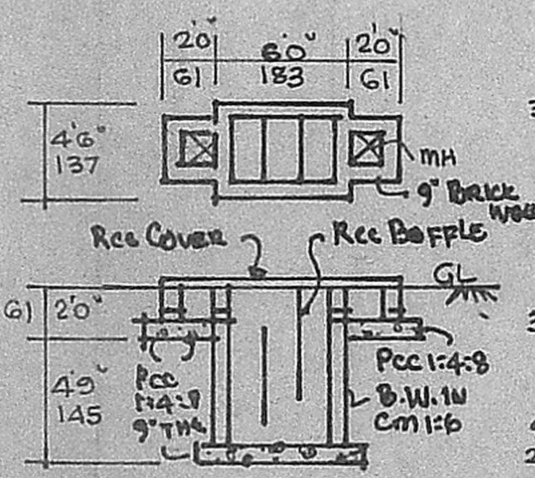 2'0" 6'0" 2'0"
61 183 61
4'6"
137
MH
9" BRICK
Rcc COVER Rcc BAFFLE
GL
61 2'0"
4'9"
145
Pcc
1:4:8
9" THK
Pcc 1:4:8
B.W. IN
Cm 1:6